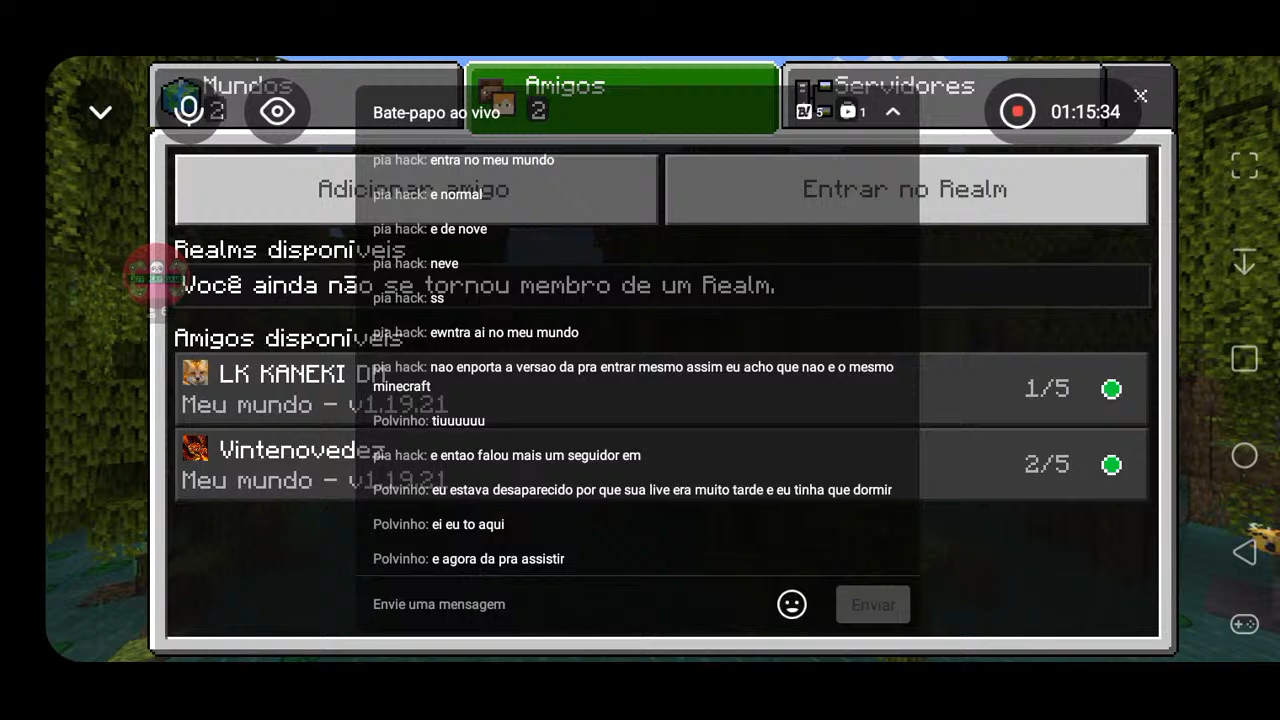 Mundos
2
Amigos
2
Servidores
5
1
01:15:34
Bate-papo ao vivo
Adicionar amigo
Entrar no Realm
pia hack: entra no meu mundo
pia hack: e normal
pia hack: e de nove
pia hack: neve
pia hack: ss
pia hack: ewntra ai no meu mundo
pia hack: nao enporta a versao da pra entrar mesmo assim eu acho que nao e o mesmo
minecraft
Polvinho: tiuuuuuu
pia hack: e entao falou mais um seguidor em
Polvinho: eu estava desaparecido por que sua live era muito tarde e eu tinha que dormir
Polvinho: ei eu to aqui
Polvinho: e agora da pra assistir
Envie uma mensagem
Enviar
Realms disponíveis
Você ainda não se tornou membro de um Realm.
Amigos disponíveis
LK KANEKI DM
Meu mundo - v1.19.21
1/5
Vintenovedez
Meu mundo - v1.19.21
2/5